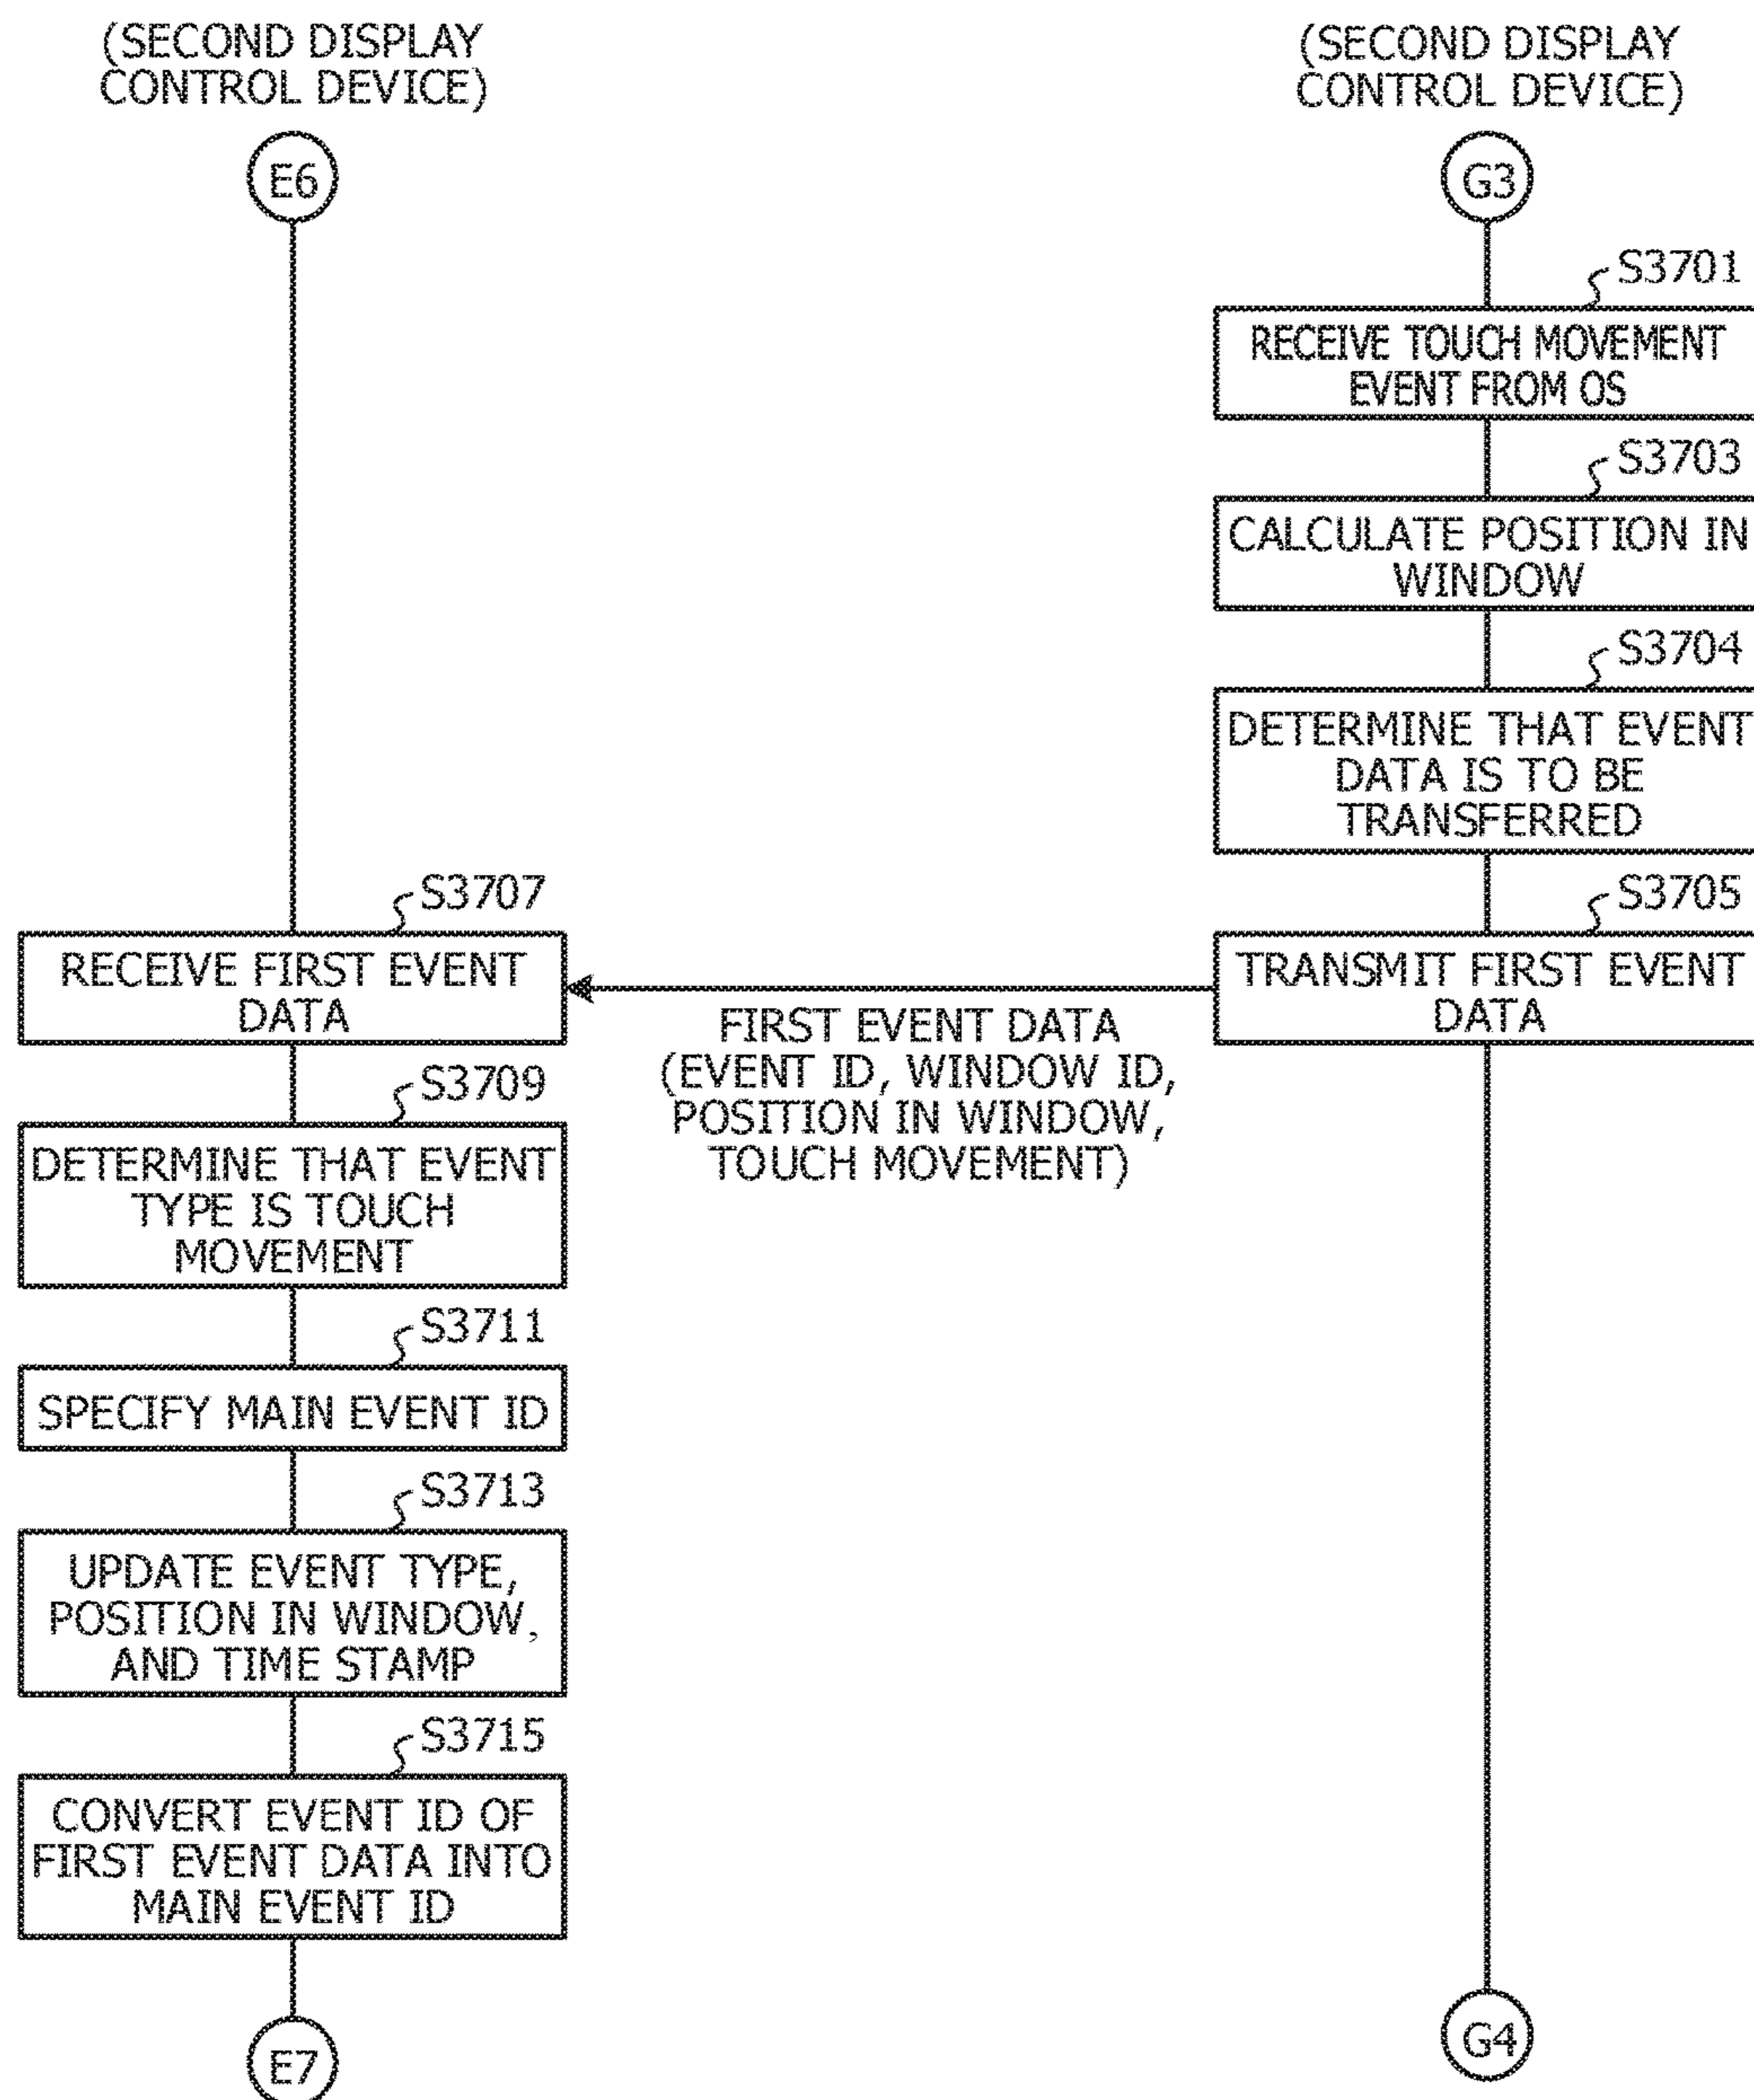 (SECOND DISPLAY
CONTROL DEVICE)
E6
S3707
RECEIVE FIRST EVENT
DATA
S3709
DETERMINE THAT EVENT
TYPE IS TOUCH
MOVEMENT
S3711
SPECIFY MAIN EVENT ID
S3713
UPDATE EVENT TYPE,
POSITION IN WINDOW,
AND TIME STAMP
S3715
CONVERT EVENT ID OF
FIRST EVENT DATA INTO
MAIN EVENT ID
E7
FIRST EVENT DATA
(EVENT ID, WINDOW ID,
POSITION IN WINDOW,
TOUCH MOVEMENT)
(SECOND DISPLAY
CONTROL DEVICE)
G3
S3701
RECEIVE TOUCH MOVEMENT
EVENT FROM OS
S3703
CALCULATE POSITION IN
WINDOW
S3704
DETERMINE THAT EVENT
DATA IS TO BE
TRANSFERRED
S3705
TRANSMIT FIRST EVENT
DATA
G4